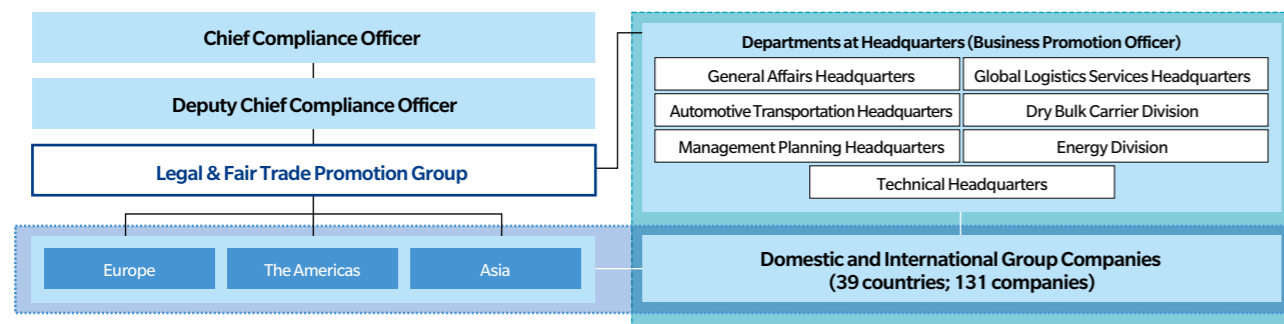 Chief Compliance Officer
Deputy Chief Compliance Officer
Legal & Fair Trade Promotion Group
Europe
The Americas
Asia
Departments at Headquarters (Business Promotion Officer)
General Affairs Headquarters
Global Logistics Services Headquarters
Automotive Transportation Headquarters
Dry Bulk Carrier Division
Management Planning Headquarters
Energy Division
Technical Headquarters
Domestic and International Group Companies
(39 countries; 131 companies)